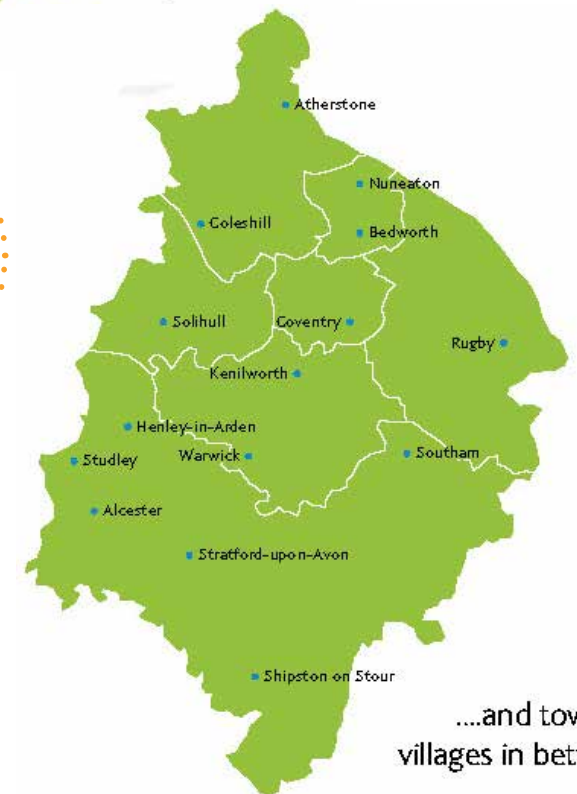 Atherstone
Nuneaton
Coleshill
Bedworth
Solihull
Coventry
Rugby
Kenilworth
Henley-in-Arden
Studley
Warwick
Southam
Alcester
Stratford-upon-Avon
Shipston on Stour
....and tow
villages in bet